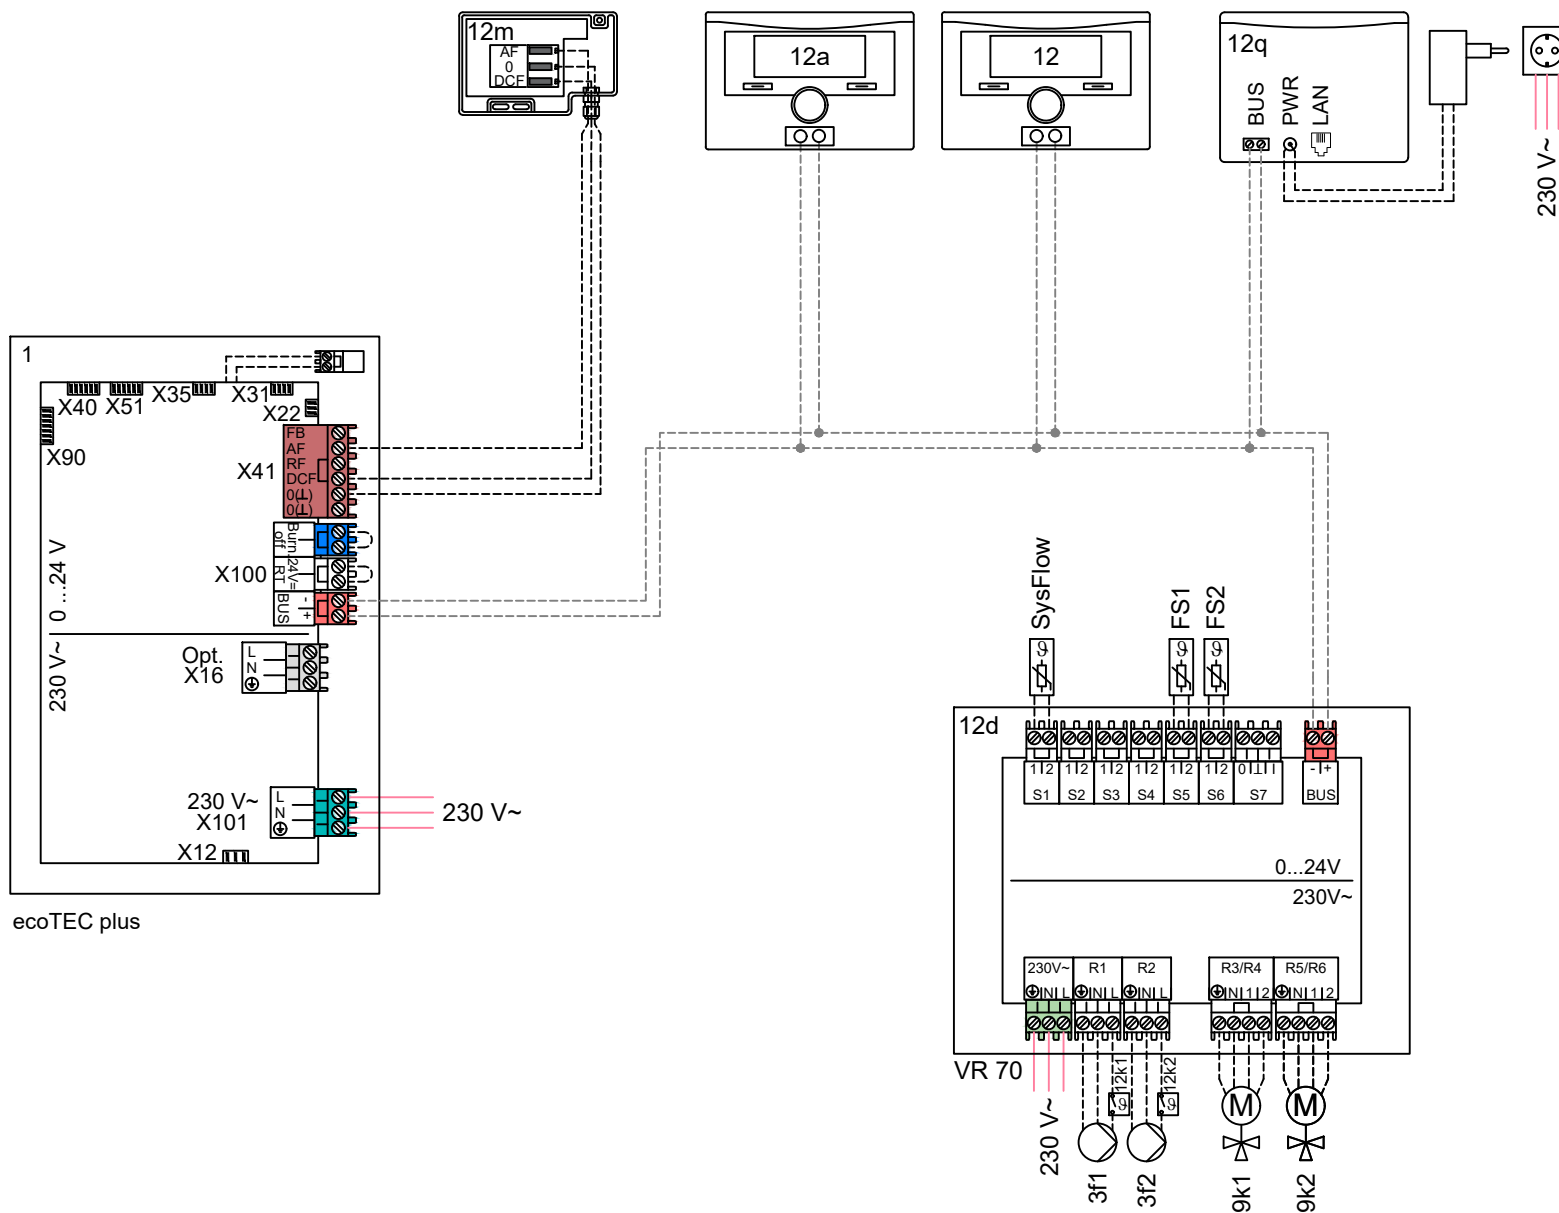 12m
AF
0
DCF
12a
12
12q
BUS
PWR
LAN
230 V~
1
X40
X51
X35
X31
X22
X90
X41
FB
AF
RF
DCF
0(⊥)
0(⊥)
Burn.
off
X100
24V=
RT
BUS
-
+
0 ...24 V
230 V~
Opt.
X16
L
N
230 V~
X101
L
N
230 V~
X12
ecoTEC plus
SysFlow
FS1
FS2
ϑ
ϑ
ϑ
12d
1 2
1 2
1 2
1 2
1 2
1 2
0 ⊥ I
- +
S1
S2
S3
S4
S5
S6
S7
BUS
0...24V
230V~
230V~
R1
R2
R3/R4
R5/R6
N L
N L
N L
N 1 2
N 1 2
VR 70
230 V~
12k1
12k2
ϑ
ϑ
M
M
3f1
3f2
9k1
9k2